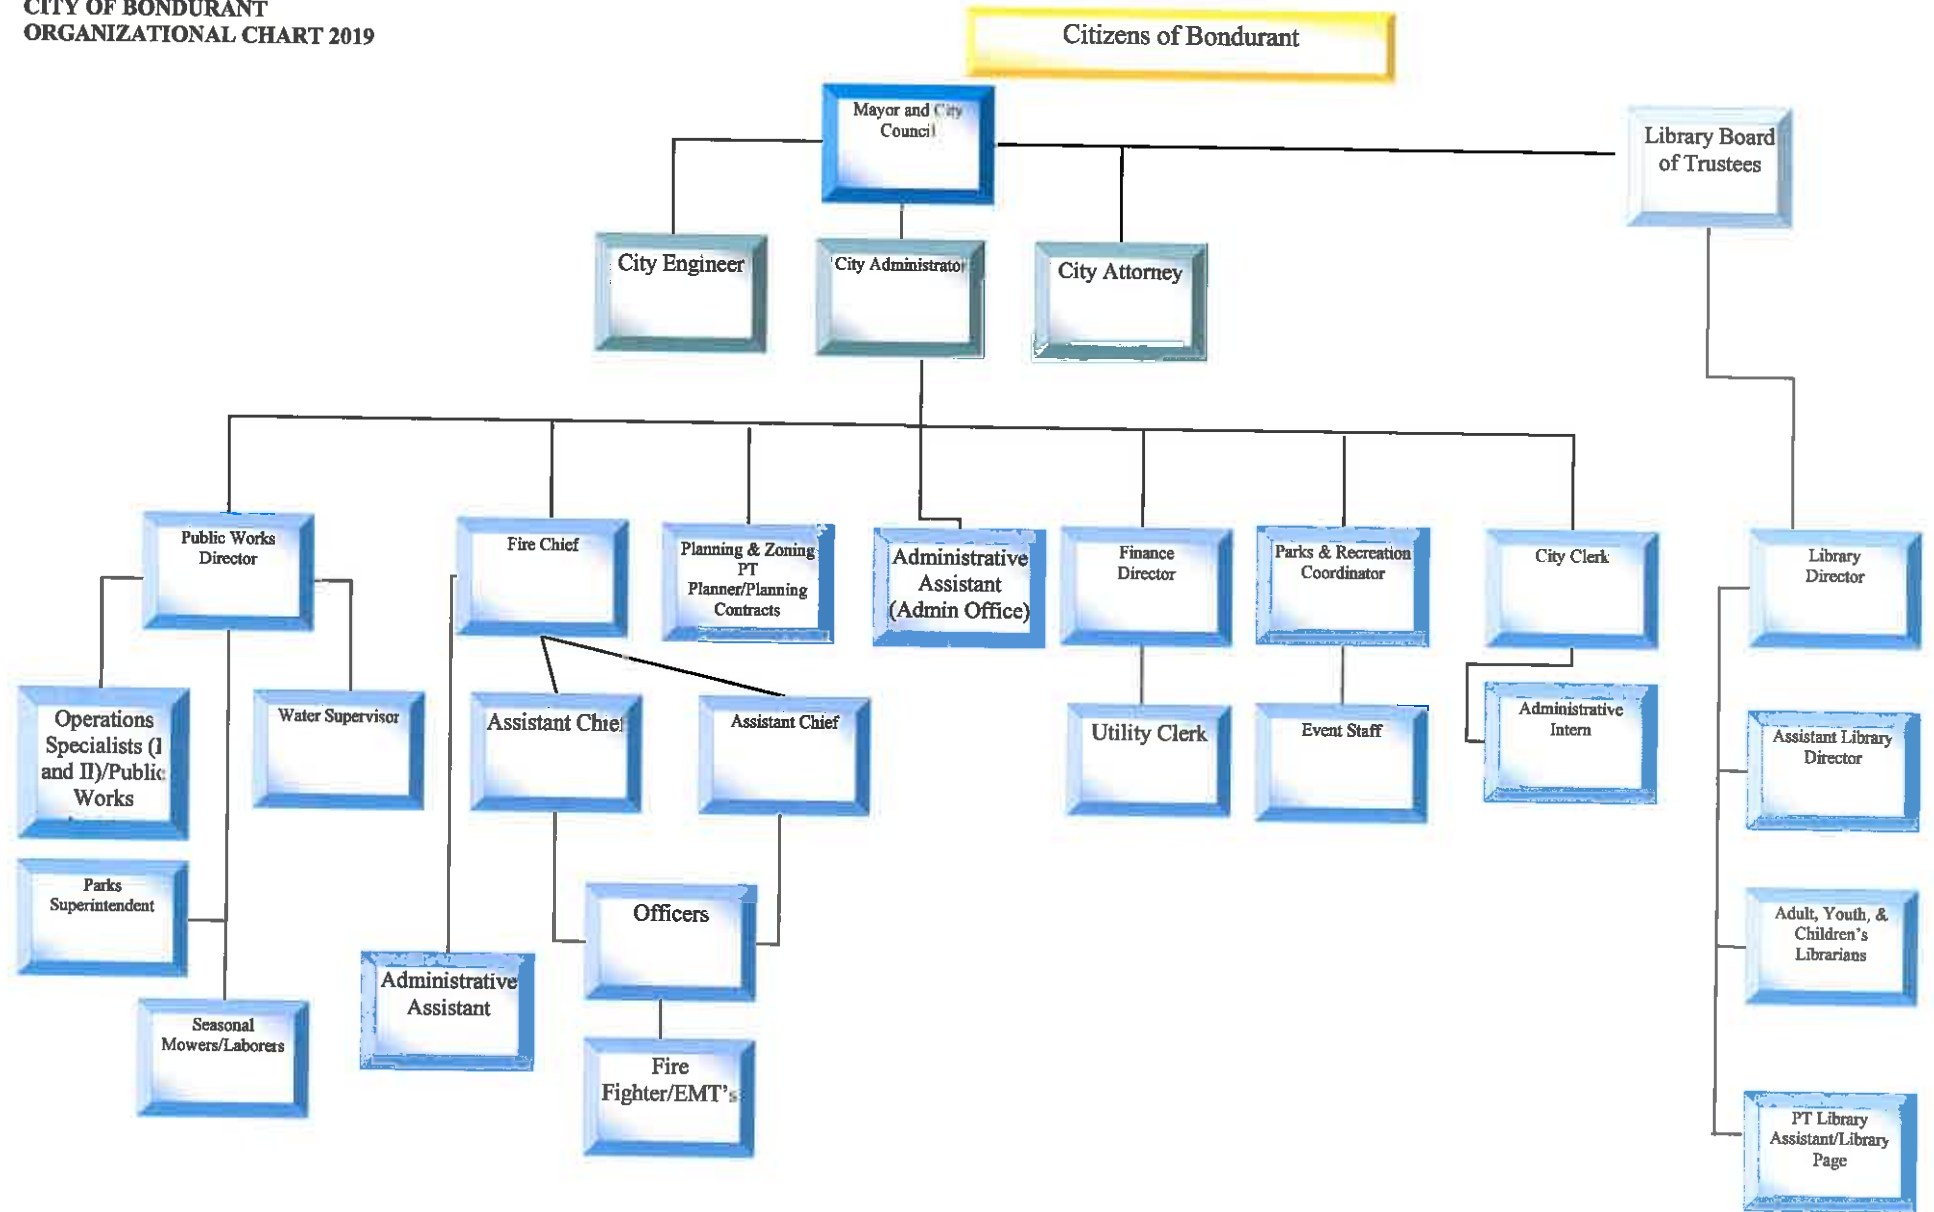 CITY OF BONDURANT
ORGANIZATIONAL CHART 2019
Citizens of Bondurant
Mayor and City
Council
Library Board
of Trustees
City Engineer
City Administrator
City Attorney
Public Works
Director
Fire Chief
Planning & Zoning
PT
Planner/Planning
Contracts
Administrative
Assistant
(Admin Office)
Finance
Director
Parks & Recreation
Coordinator
City Clerk
Library
Director
Operations
Specialists (I
and II)/Public
Works
Water Supervisor
Assistant Chief
Assistant Chief
Utility Clerk
Event Staff
Administrative
Intern
Assistant Library
Director
Parks
Superintendent
Officers
Adult, Youth, &
Children's
Librarians
Administrative
Assistant
Seasonal
Mowers/Laborers
Fire
Fighter/EMT's
PT Library
Assistant/Library
Page